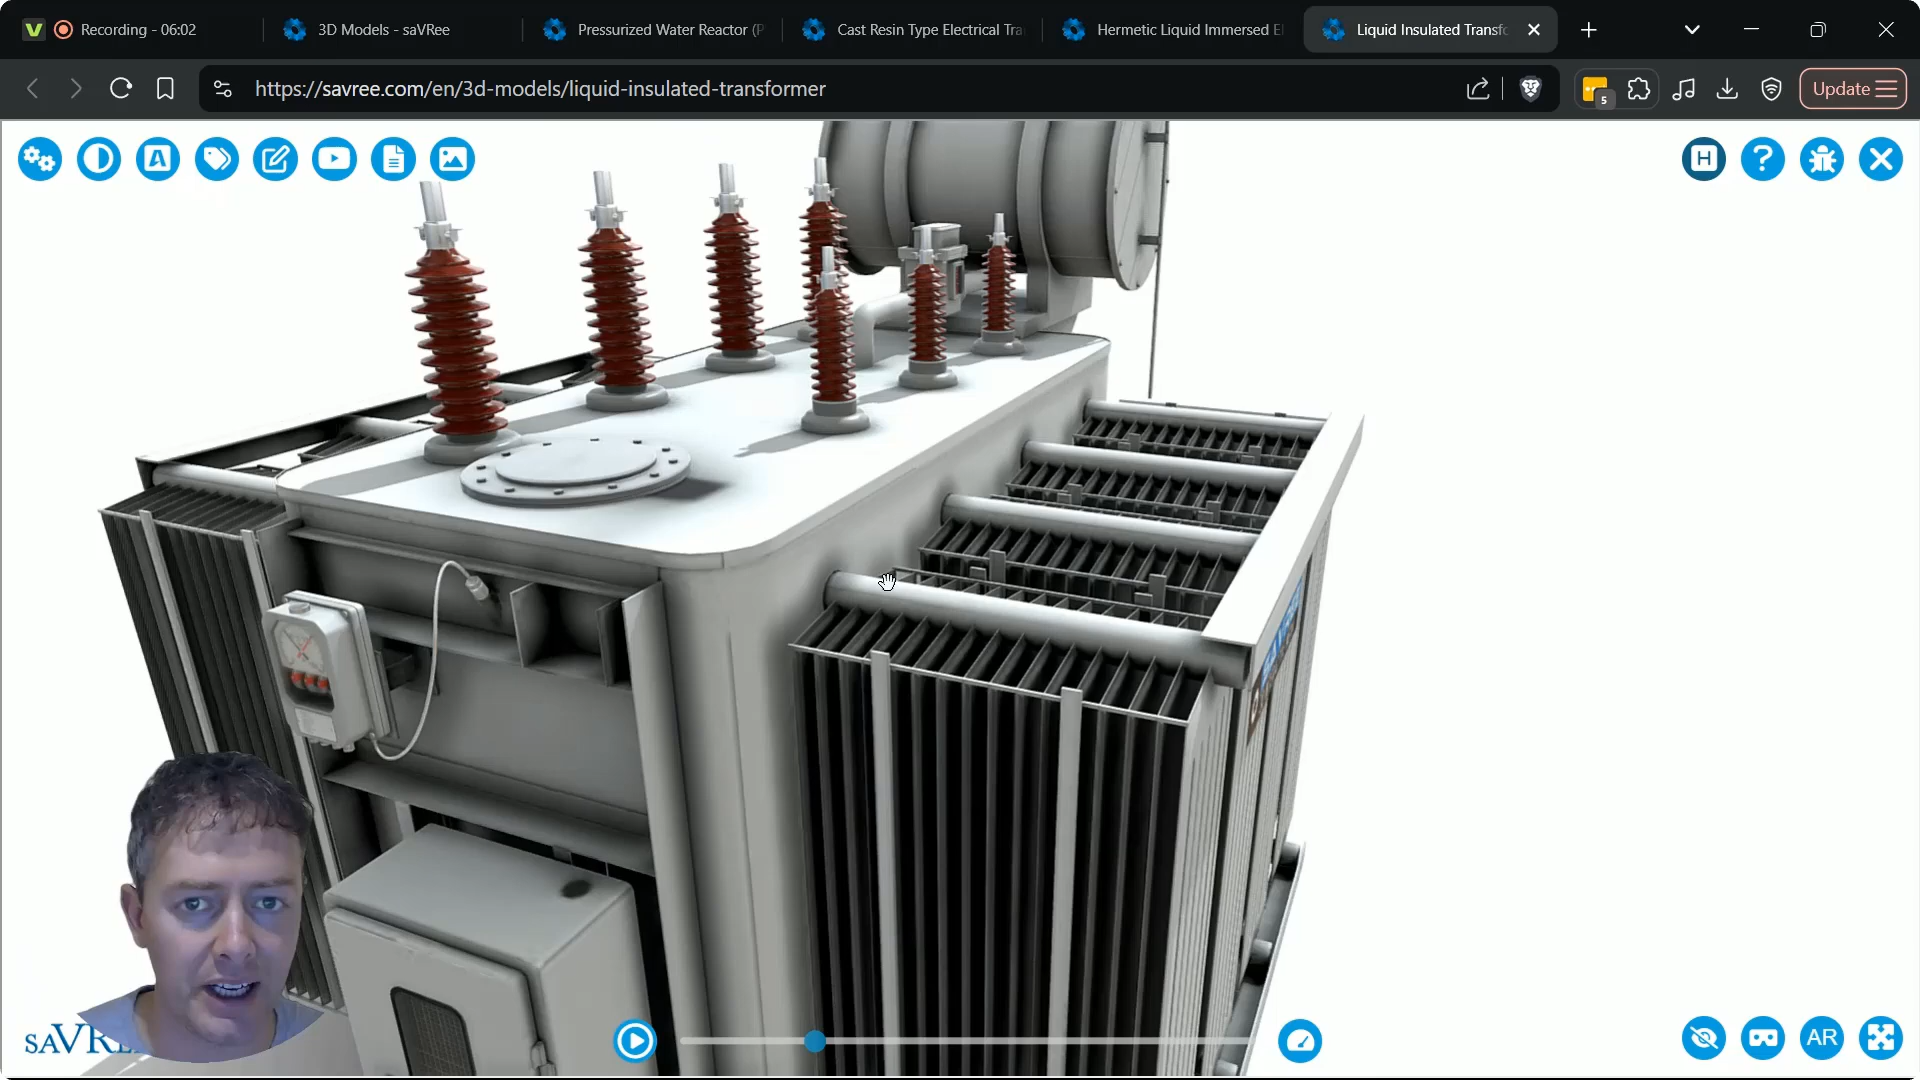 Recording - 06:02
3D Models - saVRee
Pressurized Water Reactor (P
Cast Resin Type Electrical Tra
Hermetic Liquid Immersed E
Liquid Insulated Transfo
https://savree.com/en/3d-models/liquid-insulated-transformer
5
Update
A
H
?
saVR
AR